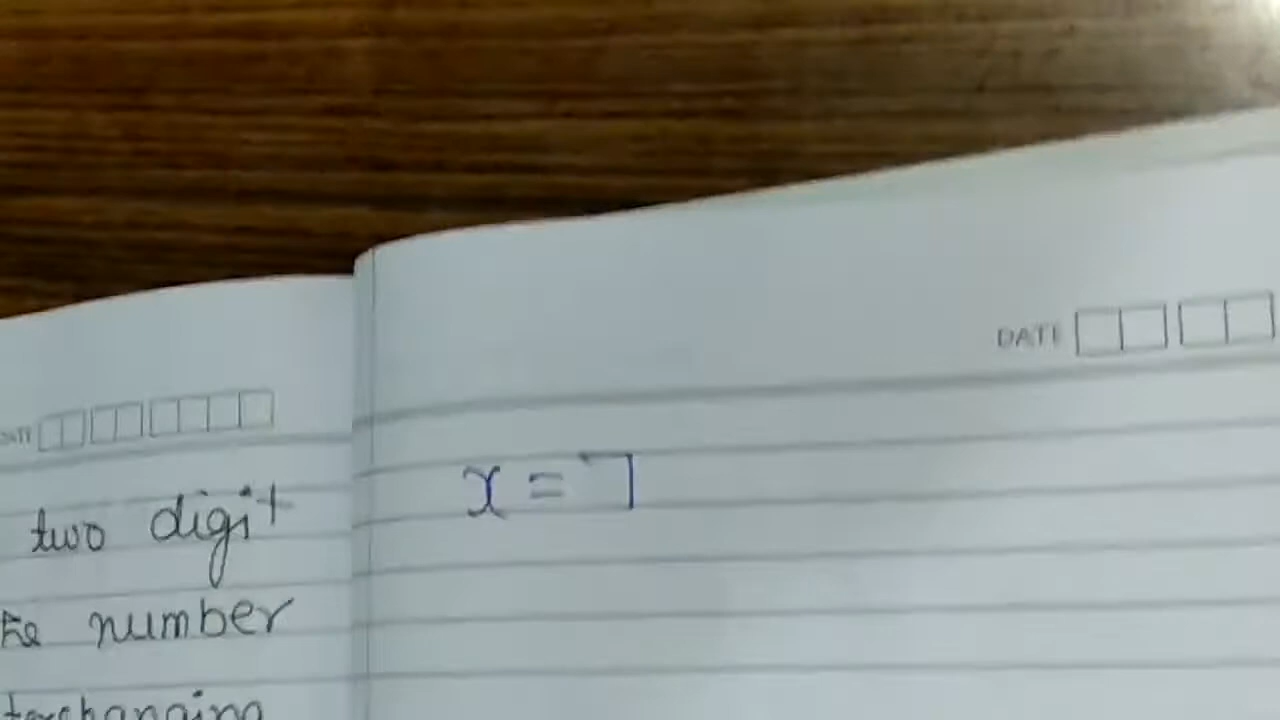 DATE
two digit
number
x = 7